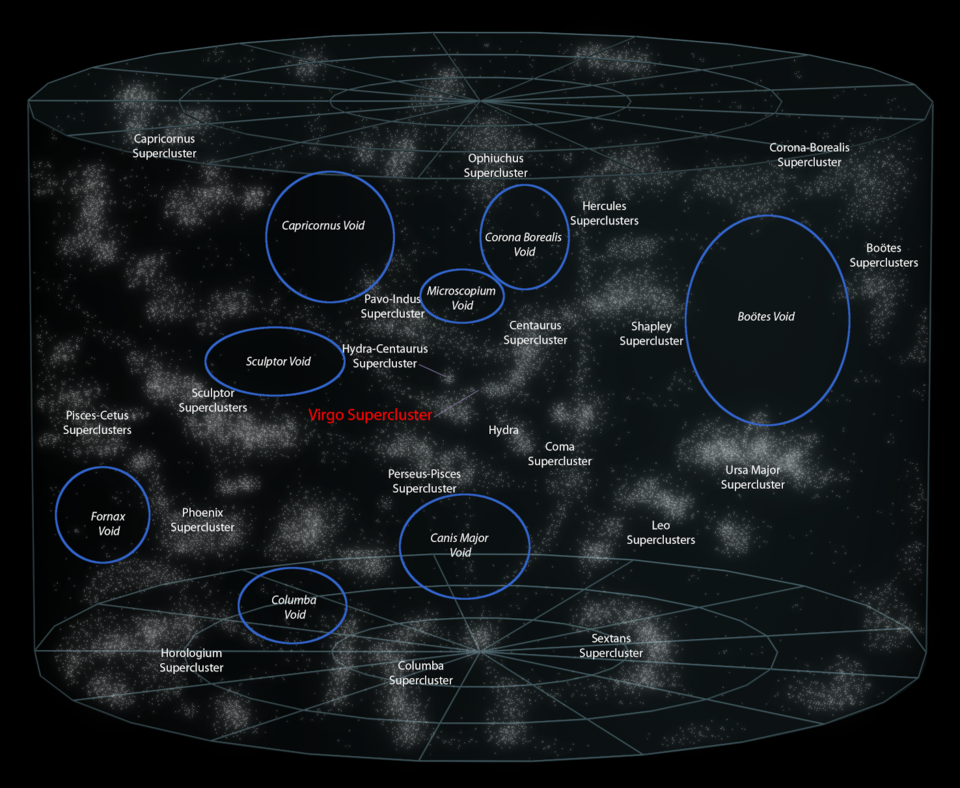 Capricornus
Supercluster
Ophiuchus
Supercluster
Corona-Borealis
Supercluster
Capricornus Void
Corona Borealis
Void
Hercules
Superclusters
Boötes
Superclusters
Microscopium
Void
Pavo-Indus
Supercluster
Centaurus
Supercluster
Shapley
Supercluster
Boötes Void
Sculptor Void
Hydra-Centaurus
Supercluster
Sculptor
Superclusters
Virgo Supercluster
Pisces-Cetus
Superclusters
Hydra
Coma
Supercluster
Perseus-Pisces
Supercluster
Ursa Major
Supercluster
Fornax
Void
Phoenix
Supercluster
Canis Major
Void
Leo
Superclusters
Columba
Void
Horologium
Supercluster
Columba
Supercluster
Sextans
Supercluster